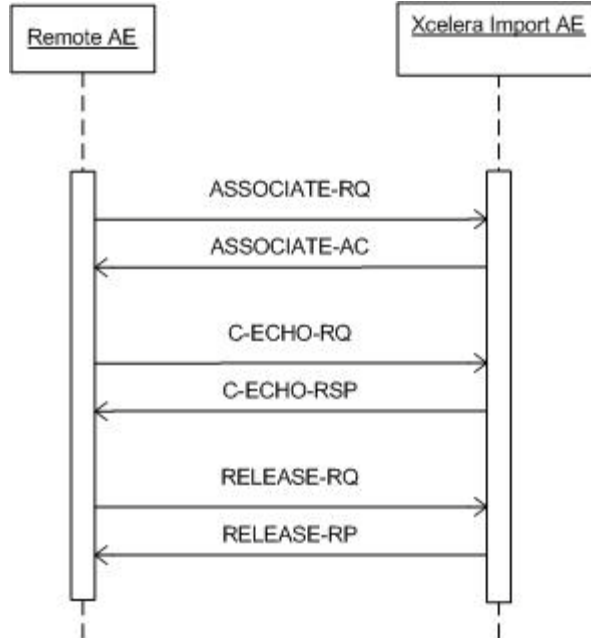 Remote AE
Xcelera Import AE
ASSOCIATE-RQ
ASSOCIATE-AC
C-ECHO-RQ
C-ECHO-RSP
RELEASE-RQ
RELEASE-RP